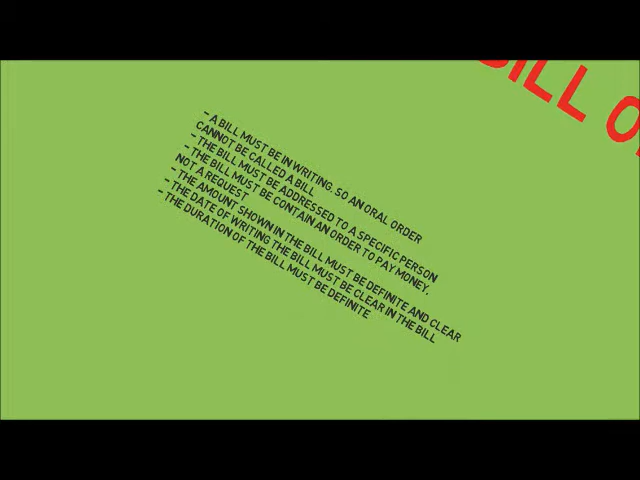 BILL O
- A BILL MUST BE IN WRITING. SO AN ORAL ORDER
CANNOT BE CALLED A BILL
- THE BILL MUST BE ADDRESSED TO A SPECIFIC PERSON
- THE BILL MUST BE CONTAIN AN ORDER TO PAY MONEY,
NOT A REQUEST
- THE AMOUNT SHOWN IN THE BILL MUST BE DEFINITE AND CLEAR
- THE DATE OF WRITING THE BILL MUST BE CLEAR IN THE BILL
- THE DURATION OF THE BILL MUST BE DEFINITE